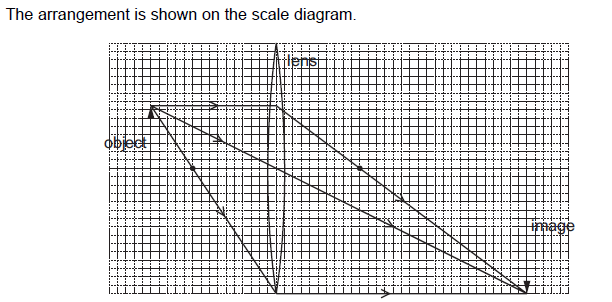 The arrangement is shown on the scale diagram.
lens
object
image